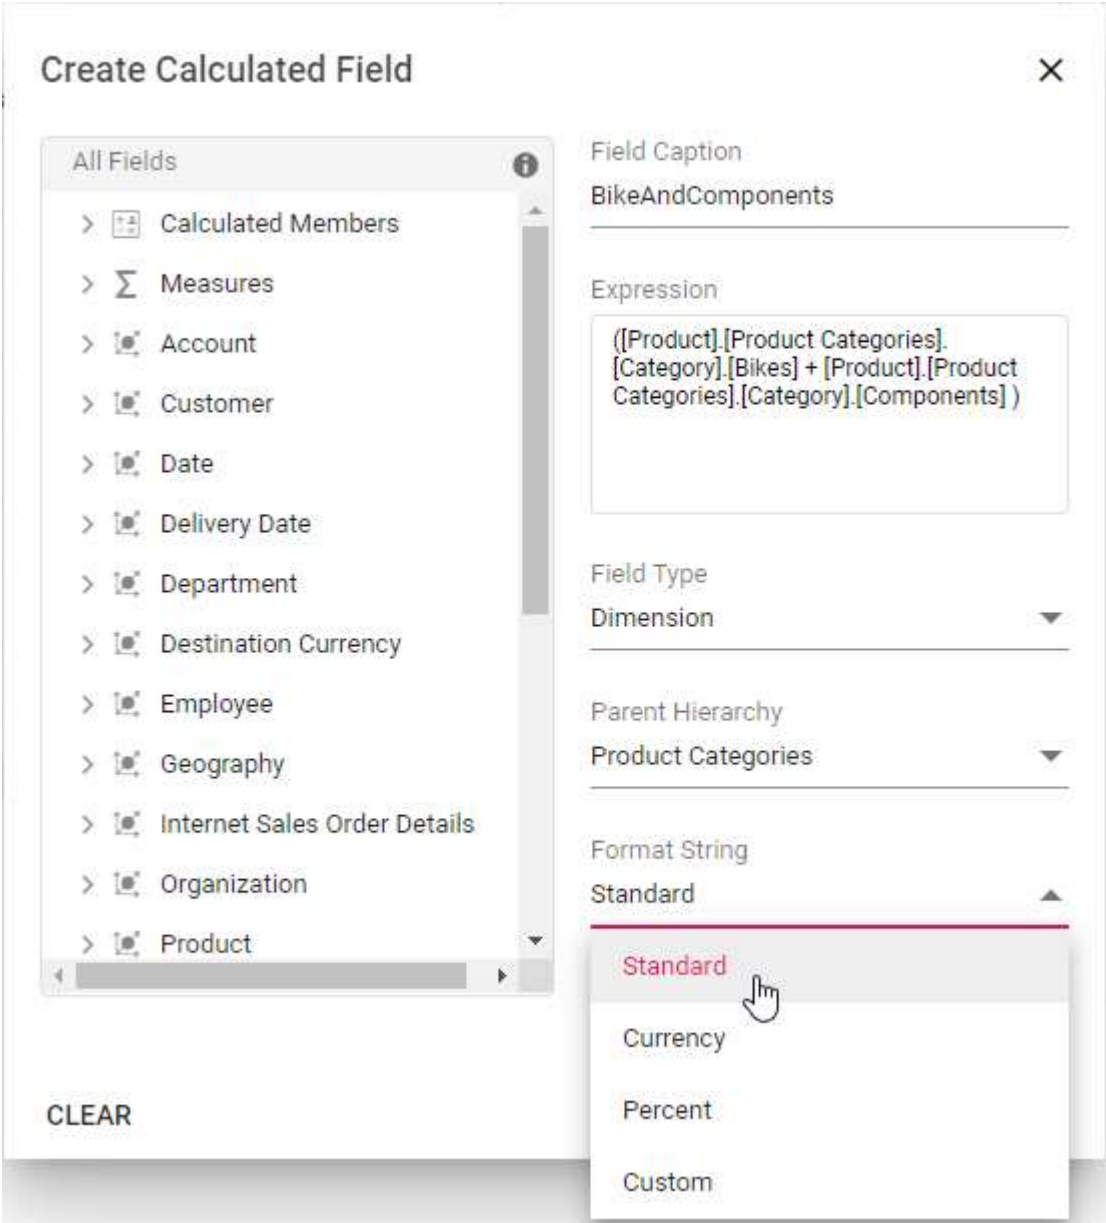 Create Calculated Field
All Fields
Calculated Members
Measures
Account
Customer
Date
Delivery Date
Department
Destination Currency
Employee
Geography
Internet Sales Order Details
Organization
Product
CLEAR
Field Caption
BikeAndComponents
Expression
([Product].[Product Categories].
[Category].[Bikes] + [Product].[Product
Categories].[Category].[Components] )
Field Type
Dimension
Parent Hierarchy
Product Categories
Format String
Standard
Standard
Currency
Percent
Custom